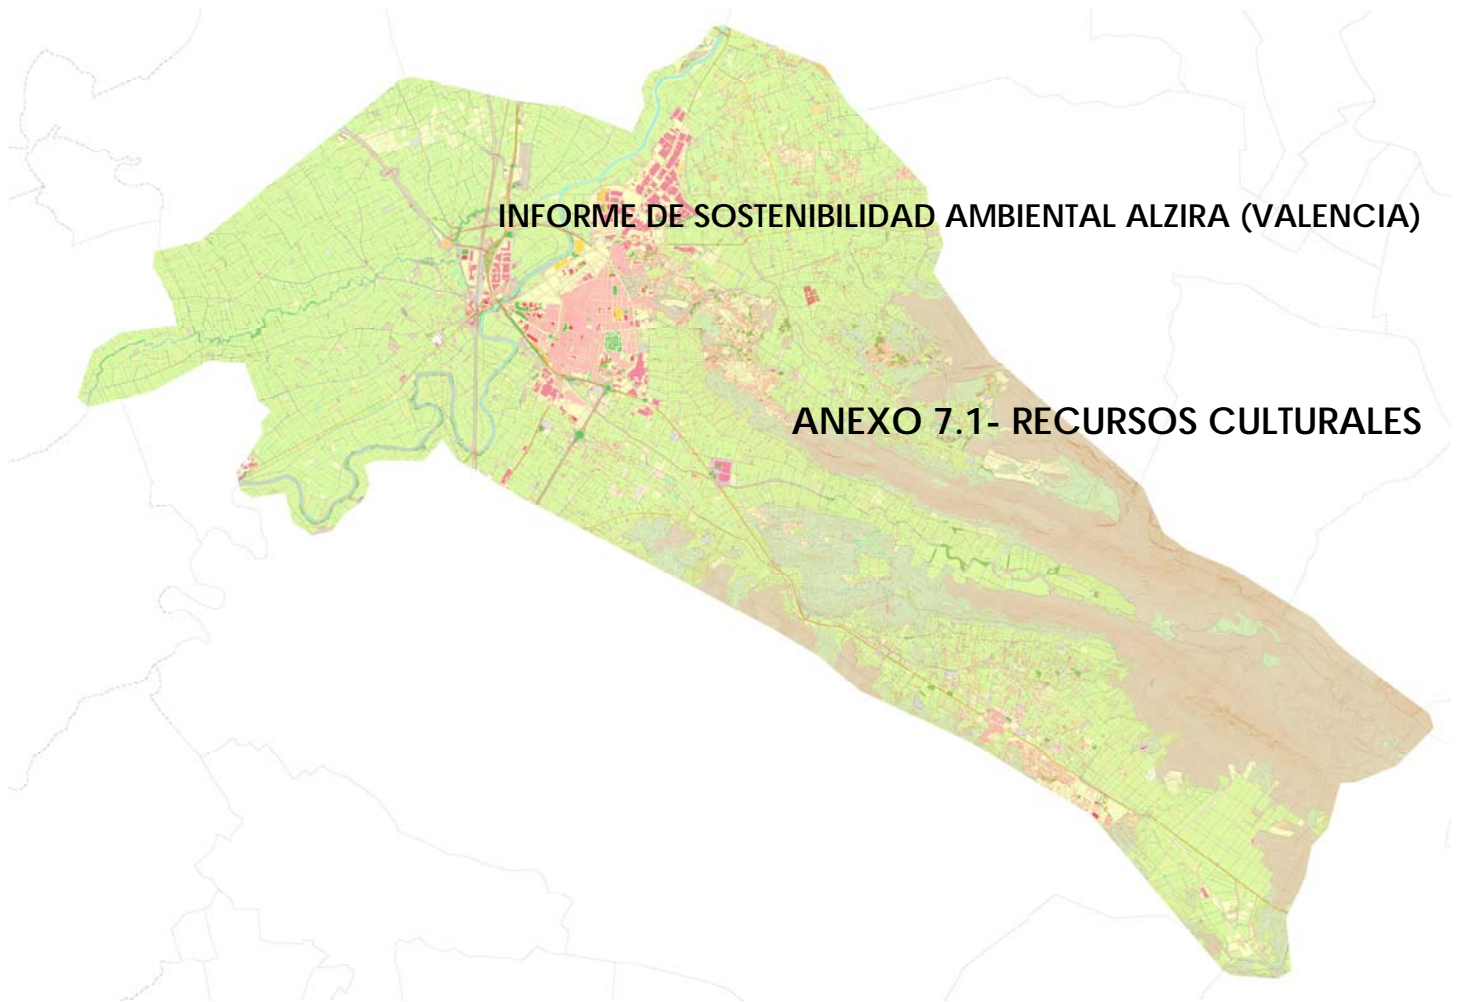 INFORME DE SOSTENIBILIDAD AMBIENTAL ALZIRA (VALENCIA)
ANEXO 7.1- RECURSOS CULTURALES